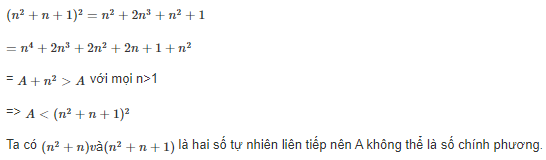 (n² + n + 1)² = n² + 2n³ + n² + 1
= n⁴ + 2n³ + 2n² + 2n + 1 + n²
= A + n² > A với mọi n>1
=> A < (n² + n + 1)²
Ta có (n² + n)và(n² + n + 1) là hai số tự nhiên liên tiếp nên A không thể là số chính phương.